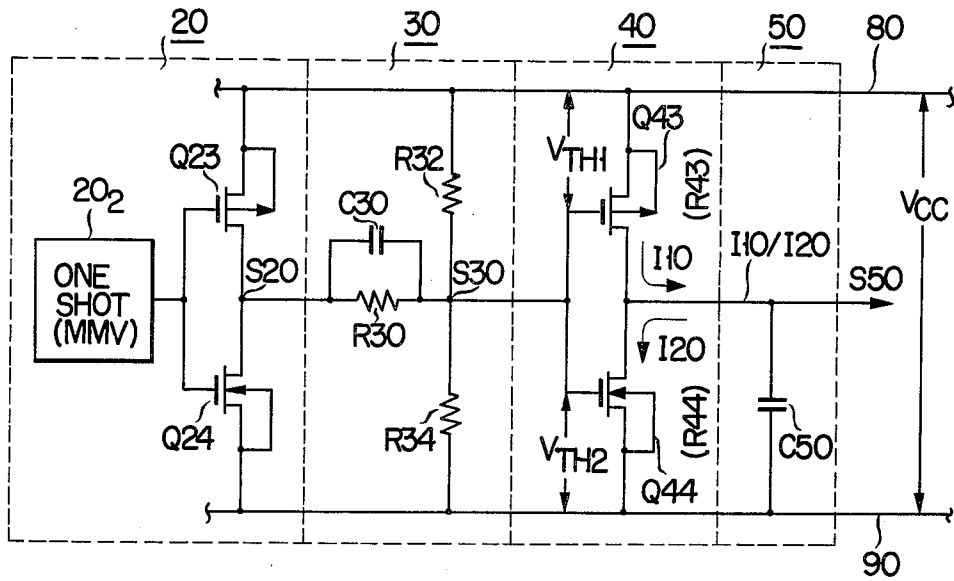 20
30
40
50
80
Q23
R32
V_TH1
Q43
(R43)
V_CC
20_2
C30
ONE
SHOT
(MMV)
S20
S30
I10
I10/I20
S50
R30
I20
Q24
R34
V_TH2
(R44)
C50
Q44
90